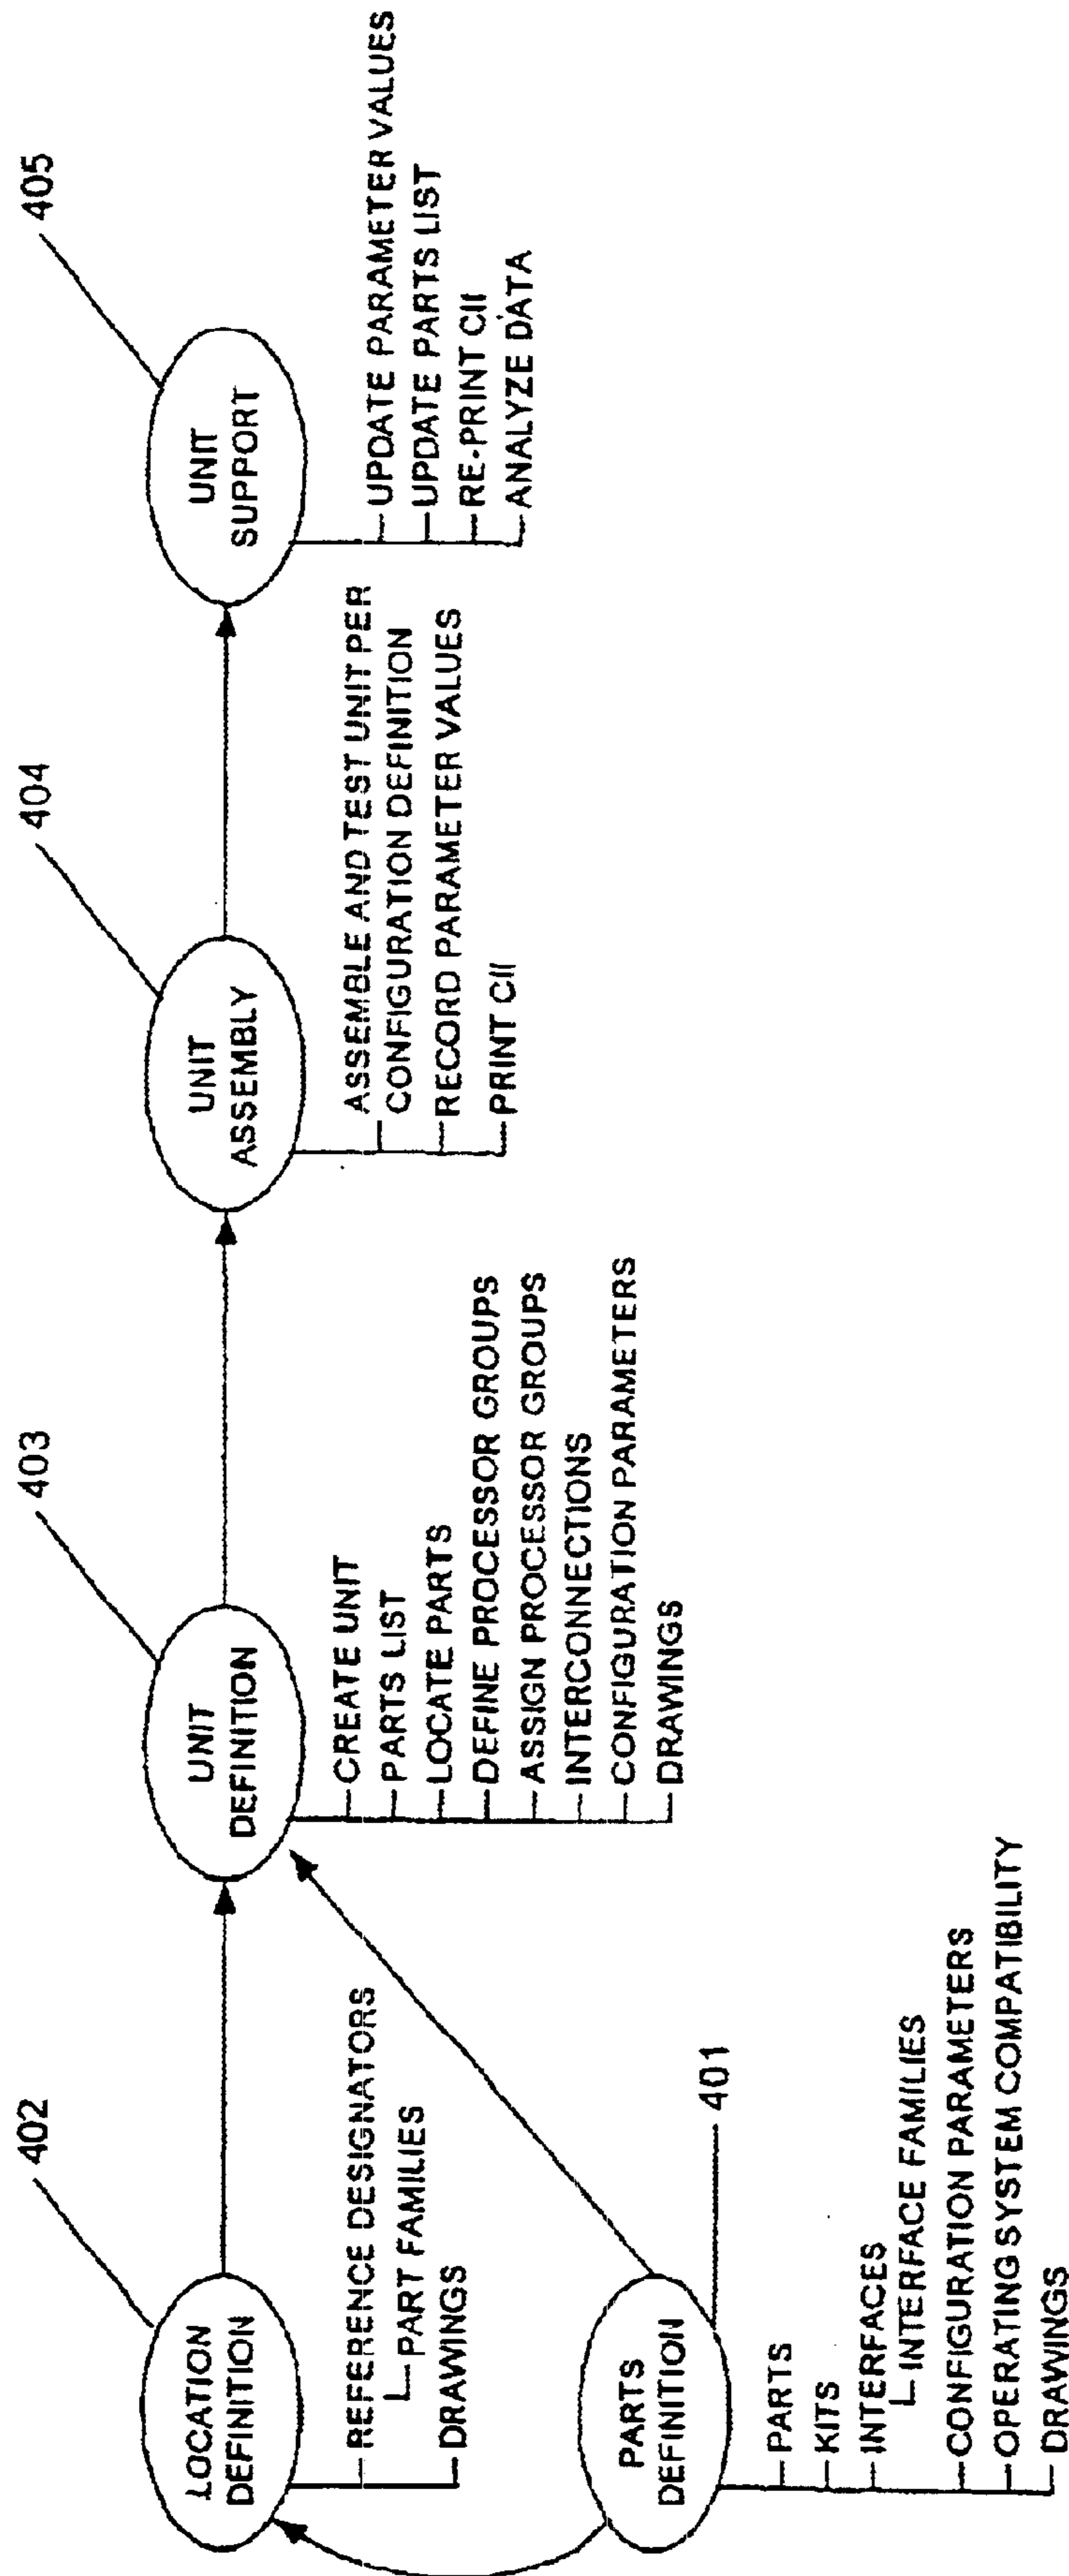 402
LOCATION
DEFINITION
REFERENCE DESIGNATORS
PART FAMILIES
DRAWINGS
PARTS
DEFINITION
401
PARTS
KITS
INTERFACES
INTERFACE FAMILIES
CONFIGURATION PARAMETERS
OPERATING SYSTEM COMPATIBILITY
DRAWINGS
403
UNIT
DEFINITION
CREATE UNIT
PARTS LIST
LOCATE PARTS
DEFINE PROCESSOR GROUPS
ASSIGN PROCESSOR GROUPS
INTERCONNECTIONS
CONFIGURATION PARAMETERS
DRAWINGS
404
UNIT
ASSEMBLY
ASSEMBLE AND TEST UNIT PER
CONFIGURATION DEFINITION
RECORD PARAMETER VALUES
PRINT CII
405
UNIT
SUPPORT
UPDATE PARAMETER VALUES
UPDATE PARTS LIST
RE-PRINT CII
ANALYZE DATA